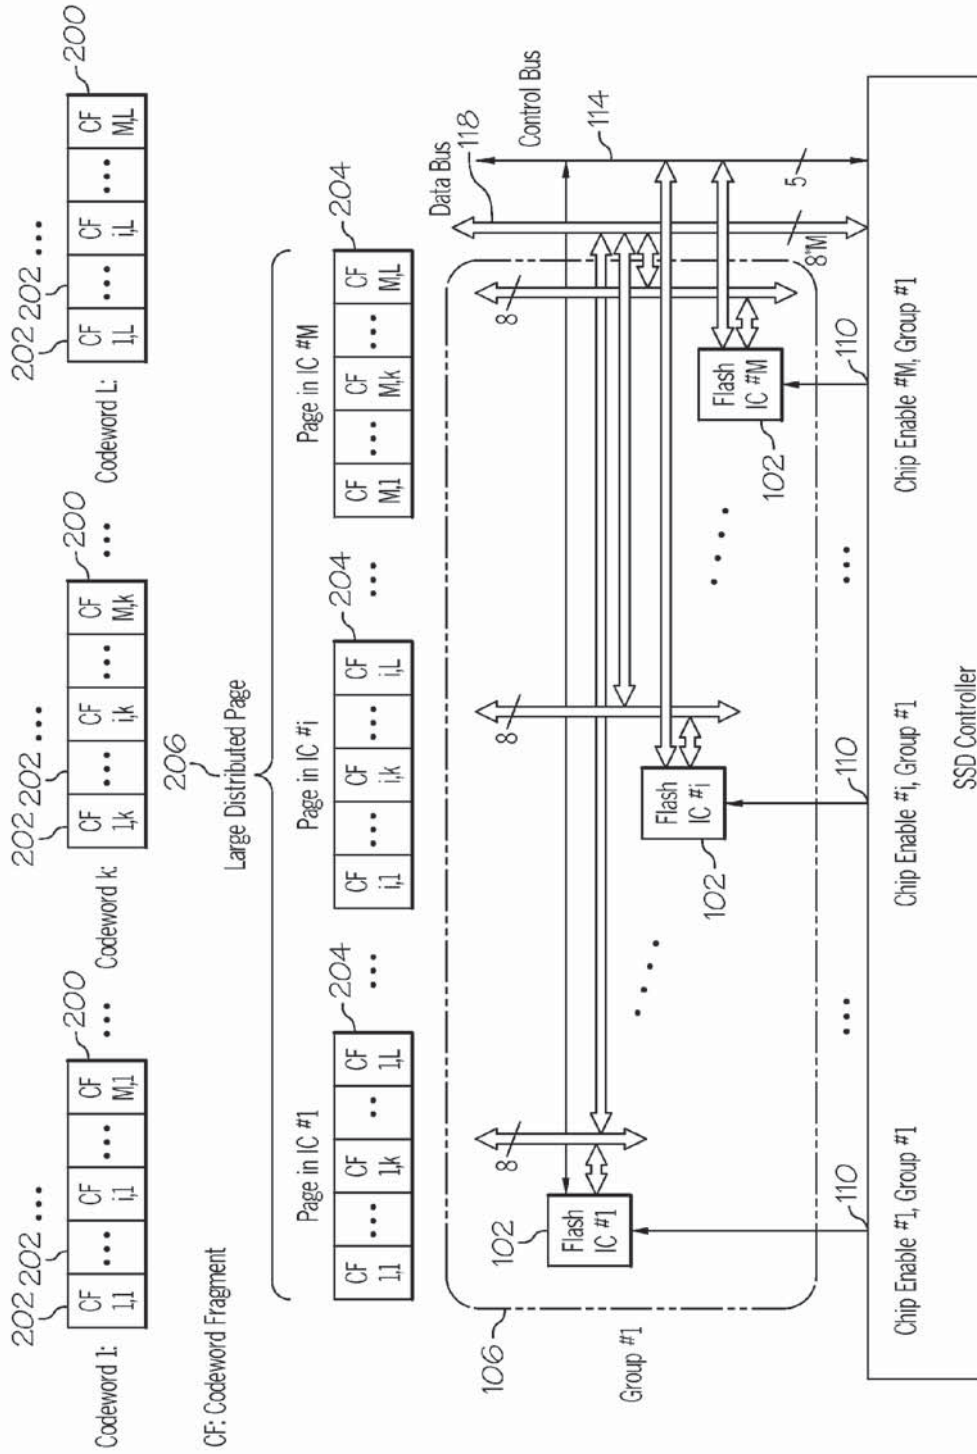 202 202 ...
200
Codeword 1: CF 1,1 ... CF i,1 ... CF M,1 ...
202 202 ...
200
Codeword k: CF 1,k ... CF i,k ... CF M,k ...
202 202 ...
200
Codeword L: CF 1,L ... CF i,L ... CF M,L
CF: Codeword Fragment
206
Large Distributed Page
Page in IC #1
204
CF 1,1 ... CF 1,k .. CF 1,L ...
Page in IC #i
204
CF i,1 ... CF i,k ... CF i,L ...
Page in IC #M
204
CF M,1 ... CF M,k ... CF M,L
Data Bus
118
Control Bus
114
106
Group #1
8
8
8
102
Flash
IC #1
102
Flash
IC #i
102
Flash
IC #M
8*M
5
110
110
110
Chip Enable #1, Group #1
...
Chip Enable #i, Group #1
...
Chip Enable #M, Group #1
SSD Controller